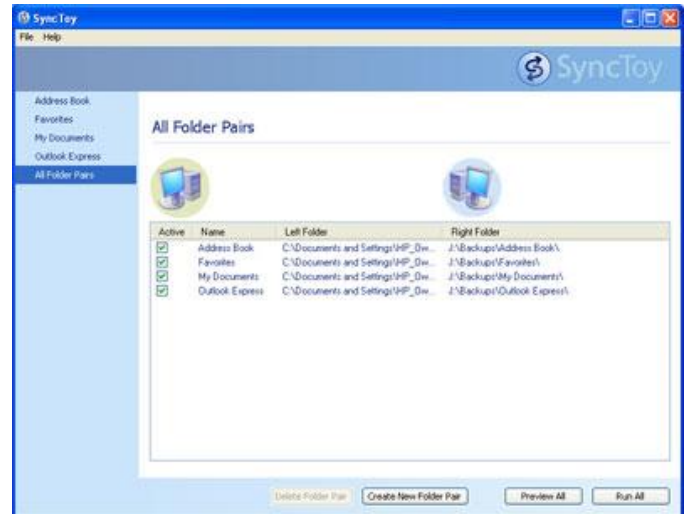 SyncToy
File Help
SyncToy
Address Book
Favorites
My Documents
Outlook Express
All Folder Pairs
All Folder Pairs
Active Name Left Folder Right Folder
Address Book C:\Documents and Settings\HP_Ow... J:\Backups\Address Book\
Favorites C:\Documents and Settings\HP_Ow... J:\Backups\Favorites\
My Documents C:\Documents and Settings\HP_Ow... J:\Backups\My Documents\
Outlook Express C:\Documents and Settings\HP_Ow... J:\Backups\Outlook Express\
Delete Folder Pair Create New Folder Pair Preview All Run All